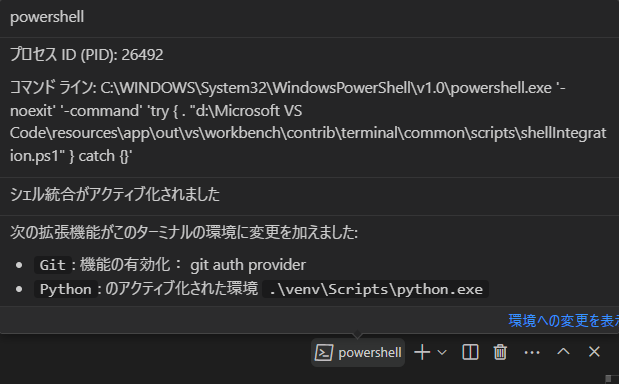 powershell
プロセス ID (PID): 26492
コマンド ライン: C:\WINDOWS\System32\WindowsPowerShell\v1.0\powershell.exe '-
noexit' '-command' 'try { . "d:\Microsoft VS
Code\resources\app\out\vs\workbench\contrib\terminal\common\scripts\shellIntegrat
ion.ps1" } catch {}'
シェル統合がアクティブ化されました
次の拡張機能がこのターミナルの環境に変更を加えました:
• Git: 機能の有効化： git auth provider
• Python: のアクティブ化された環境 .\venv\Scripts\python.exe
環境への変更を表
powershell